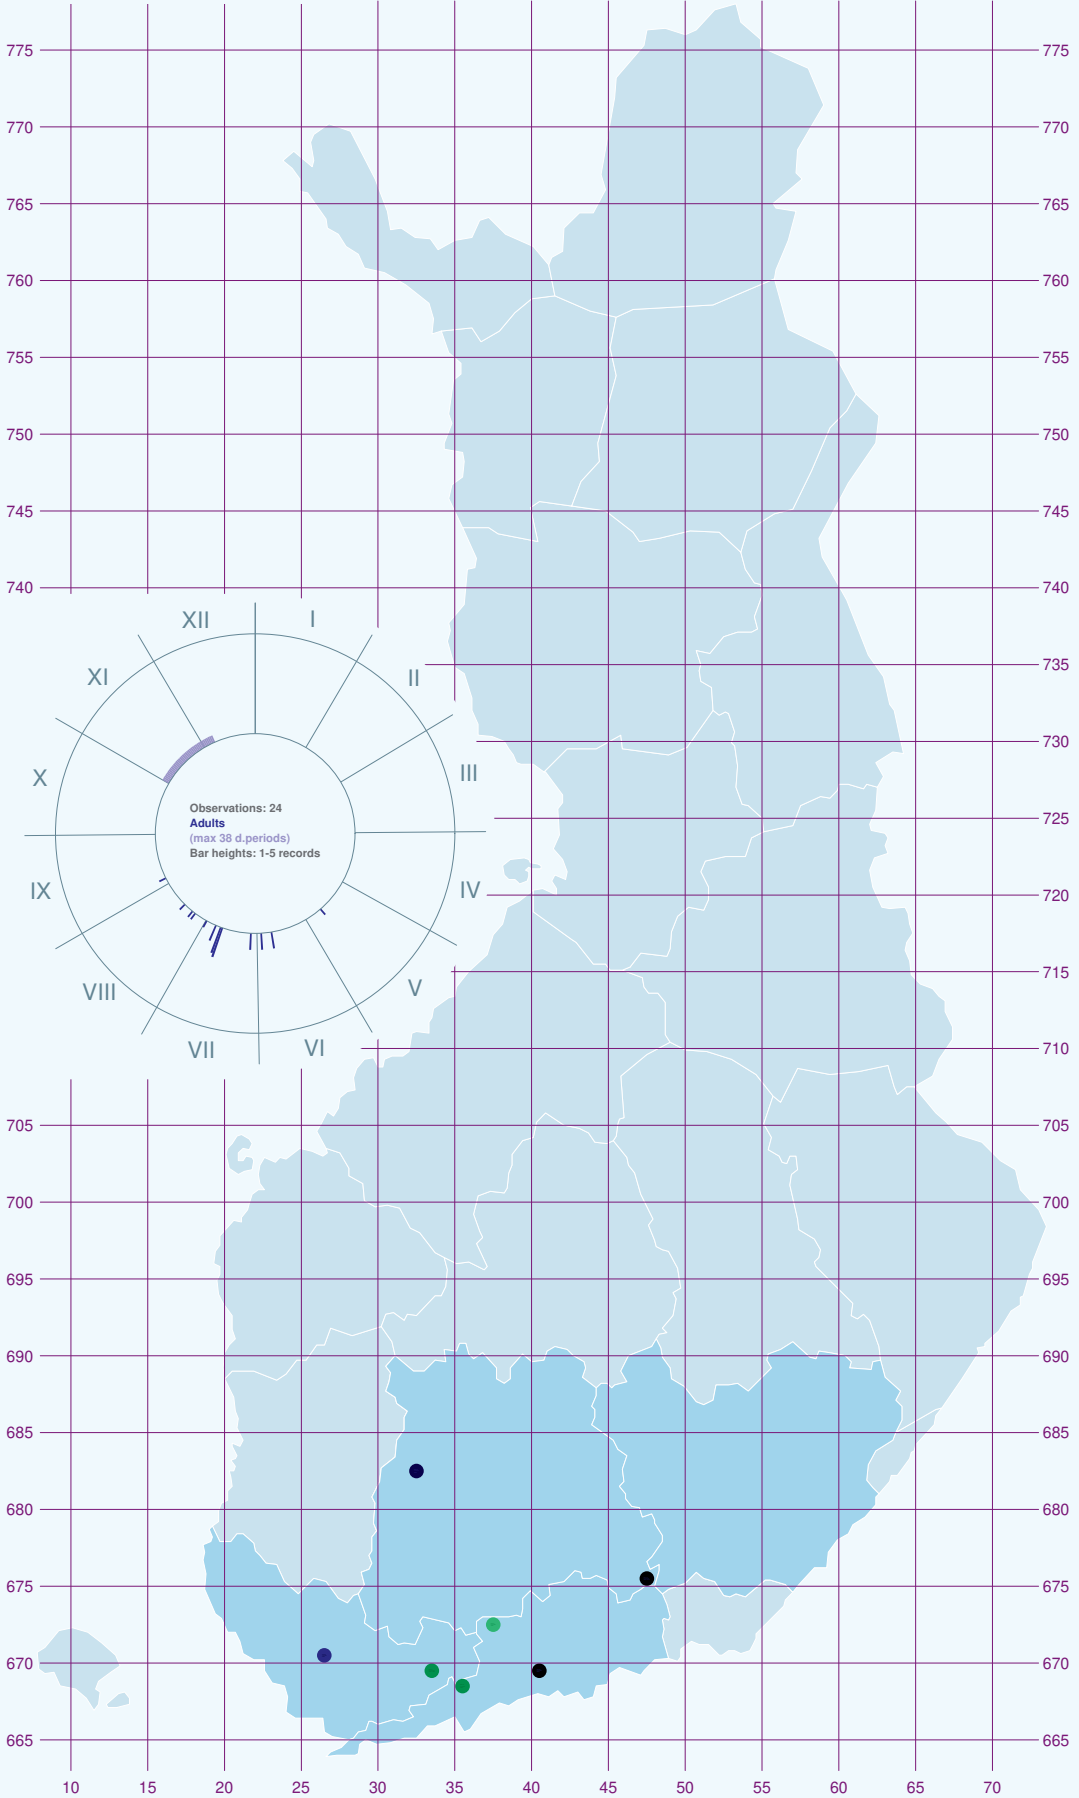 775 775
770 770
765 765
760 760
755 755
750 750
745 745
740 740
XII I
XI II
735
730
X III
Observations: 24
Adults
(max 38 d.periods)
Bar heights: 1-5 records
725
IX IV
720
VIII V
715
VII VI
710
705 705
700 700
695 695
690 690
685 685
680 680
675 675
670 670
665 665
10 15 20 25 30 35 40 45 50 55 60 65 70